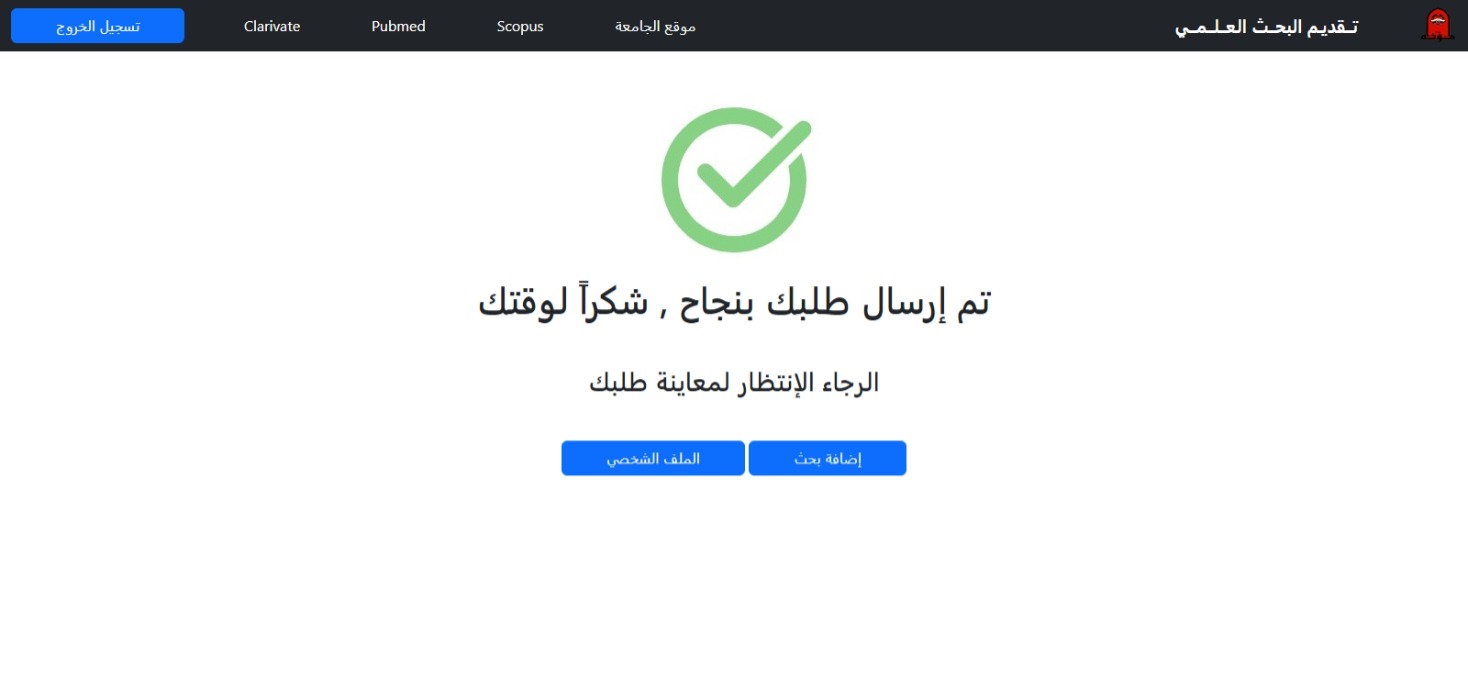 تـقديـم البحـث العـلـمـي
موقع الجامعة
Scopus
Pubmed
Clarivate
تسجيل الخروج
تم إرسال طلبك بنجاح , شكراً لوقتك
الرجاء الإنتظار لمعاينة طلبك
إضافة بحث
الملف الشخصي